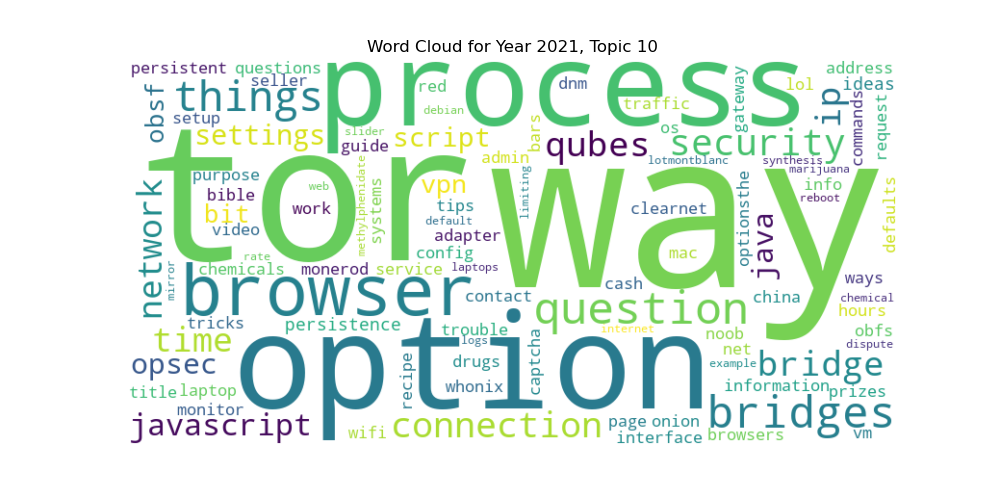 Word Cloud for Year 2021, Topic 10
persistent questions process address
seller red dnm lol ideas
things debian traffic gateway ip
obsf setup slider bars os commands request
settings guide script qubes security
tor way
admin lotmontblanc synthesis
purpose web methylphenidate systems vpn limiting marijuana
bible work tips clearnet info reboot
bit video default optionsthe java defaults
network adapter mac
rate config
mirror chemicals monerod service laptops ways
browser contact cash china chemical
question hours
tricks persistence trouble internet noob obfs
time logs net dispute
option
opsec recipe drugs captcha example bridge
whonix information prizes
title laptop
monitor bridges
javascript wifi connection page onion
interface browsers vm